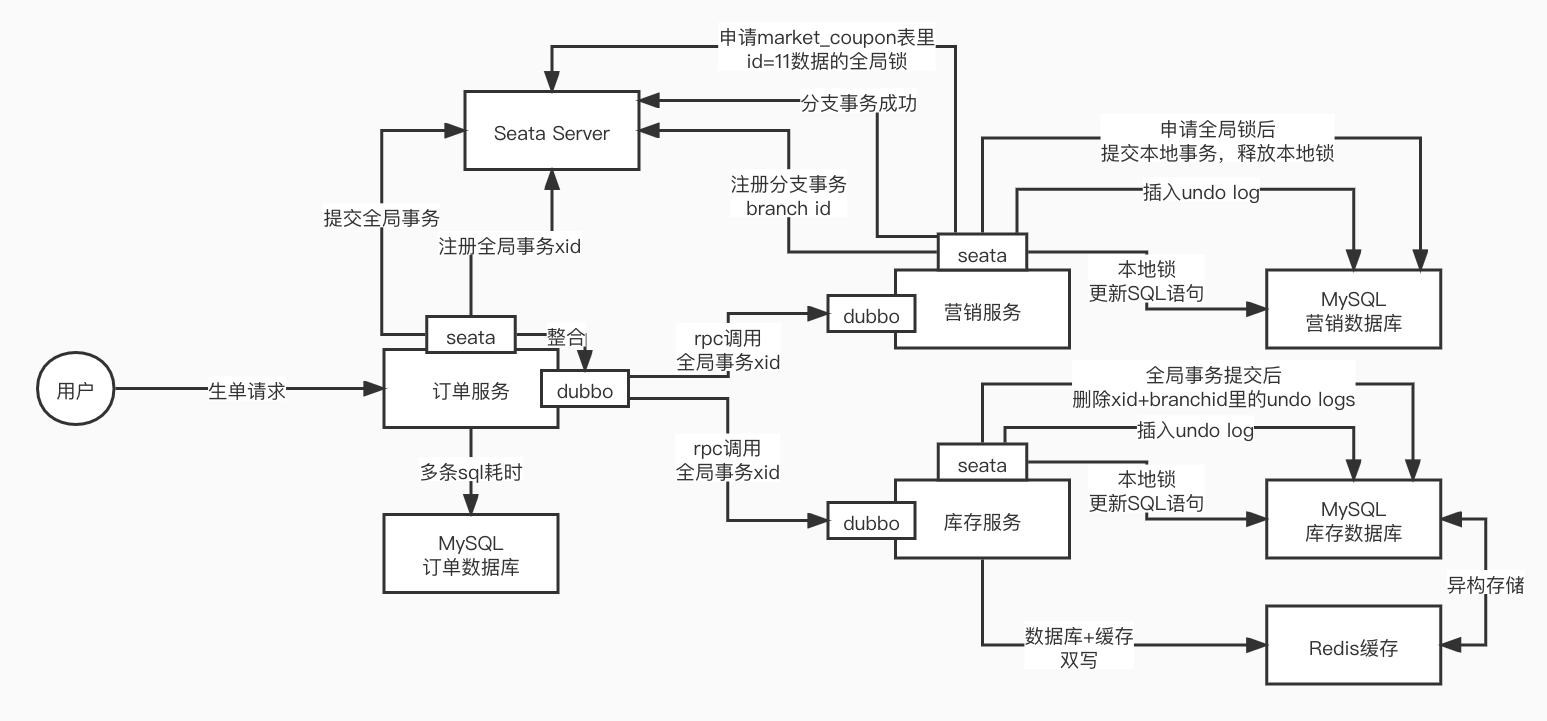 申请market_coupon表里
id=11数据的全局锁
分支事务成功
Seata Server
申请全局锁后
提交本地事务，释放本地锁
注册分支事务
branch id
插入undo log
提交全局事务
注册全局事务xid
seata
本地锁
更新SQL语句
MySQL
营销数据库
营销服务
dubbo
seata
整合
rpc调用
全局事务xid
用户
生单请求
订单服务
dubbo
全局事务提交后
删除xid+branchid里的undo logs
插入undo log
rpc调用
全局事务xid
seata
本地锁
更新SQL语句
多条sql耗时
dubbo
库存服务
MySQL
库存数据库
MySQL
订单数据库
异构存储
数据库+缓存
双写
Redis缓存